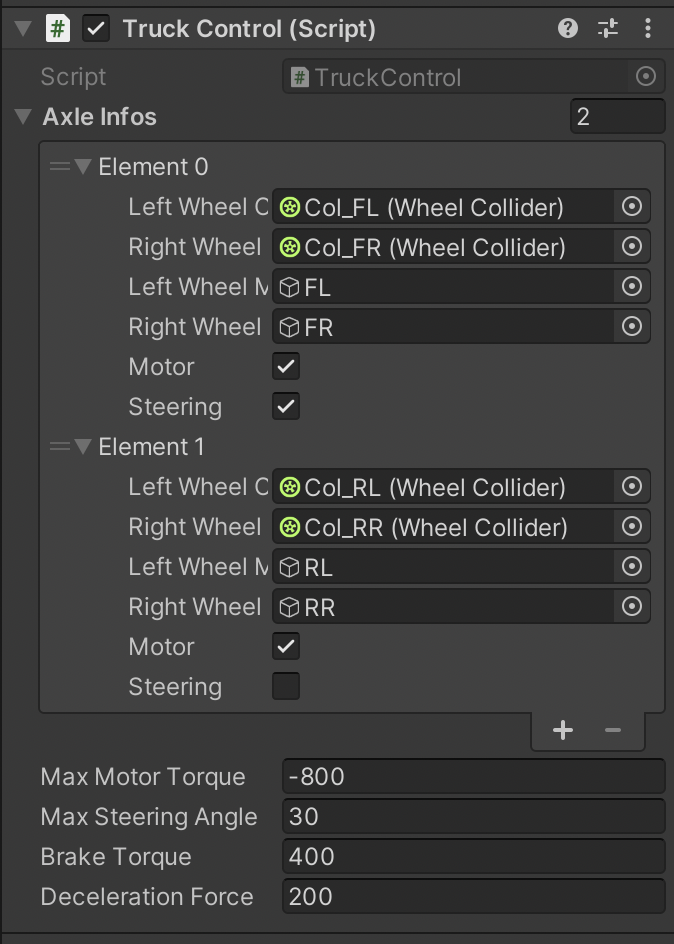 Truck Control (Script)
Script TruckControl
Axle Infos 2
Element 0
Left Wheel C Col_FL (Wheel Collider)
Right Wheel Col_FR (Wheel Collider)
Left Wheel M FL
Right Wheel FR
Motor
Steering
Element 1
Left Wheel C Col_RL (Wheel Collider)
Right Wheel Col_RR (Wheel Collider)
Left Wheel M RL
Right Wheel RR
Motor
Steering
Max Motor Torque -800
Max Steering Angle 30
Brake Torque 400
Deceleration Force 200